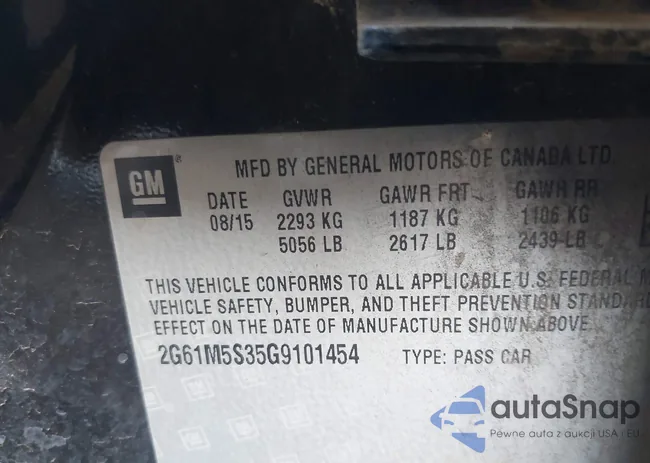 GM®
MFD BY GENERAL MOTORS OF CANADA LTD
DATE GVWR GAWR FRT GAWR RR
08/15 2293 KG 1187 KG 1106 KG
5056 LB 2617 LB 2439 LB
THIS VEHICLE CONFORMS TO ALL APPLICABLE U.S. FEDERAL M
VEHICLE SAFETY, BUMPER, AND THEFT PREVENTION STANDAR
EFFECT ON THE DATE OF MANUFACTURE SHOWN ABOVE.
2G61M5S35G9101454 TYPE: PASS CAR
autoSnap
Pewne auta z aukcji USA i EU